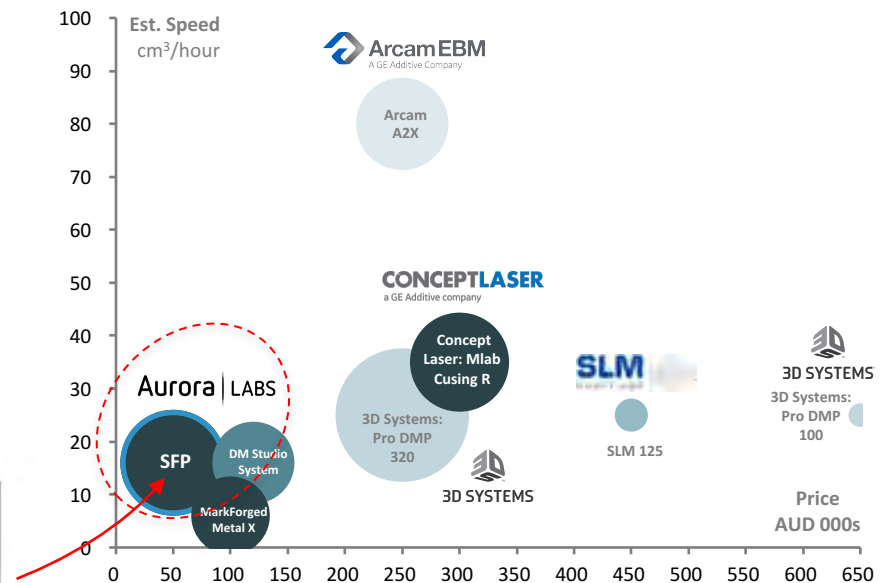 100
90
80
70
60
50
40
30
20
10
0
Est. Speed
cm³/hour
Arcam EBM
A GE Additive Company
Arcam
A2X
CONCEPTLASER
a GE Additive company
Concept
Laser: Mlab
Cusing R
Aurora LABS
SFP
DM Studio
System
MarkForged
Metal X
3D Systems:
Pro DMP
320
3D SYSTEMS
SLM
SLM 125
3D SYSTEMS
3D Systems:
Pro DMP
100
Price
AUD 000s
0 50 100 150 200 250 300 350 400 450 500 550 600 650